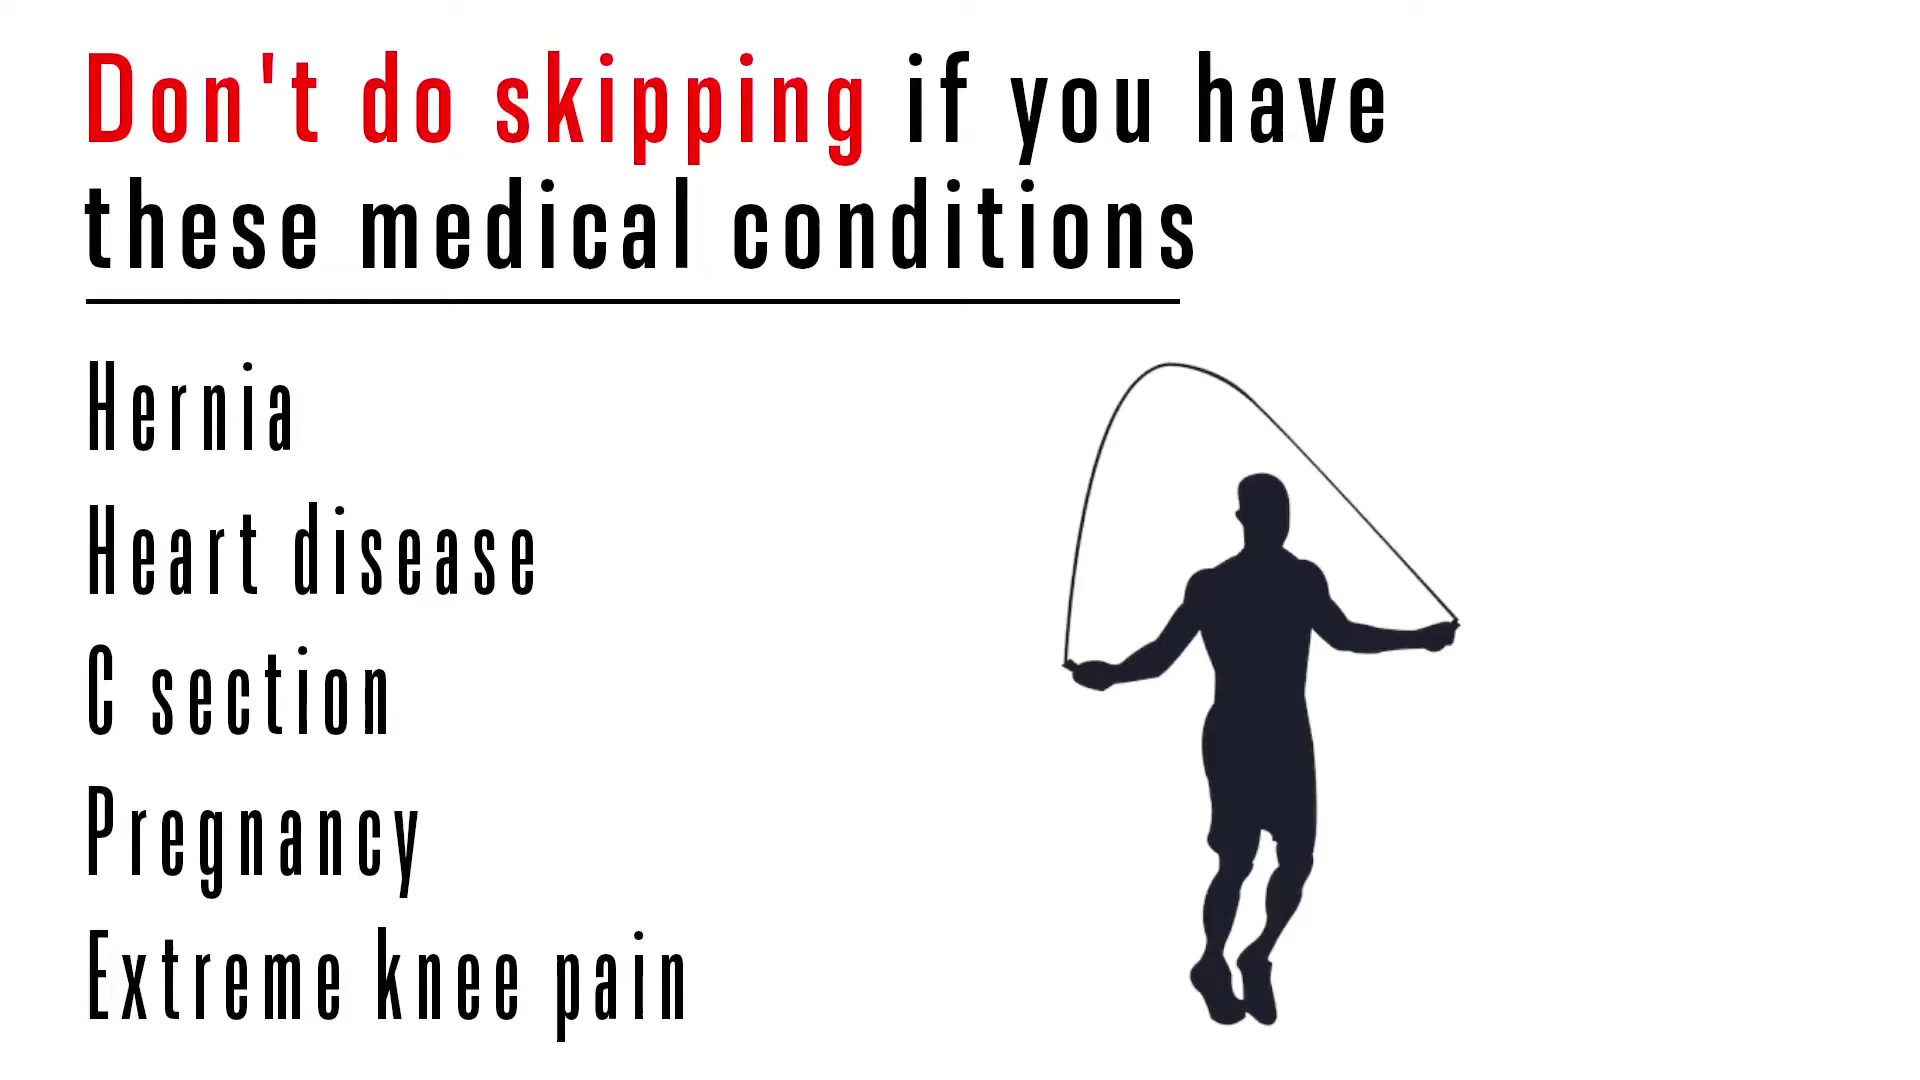 Don't do skipping if you have
these medical conditions
Hernia
Heart disease
C section
Pregnancy
Extreme knee pain